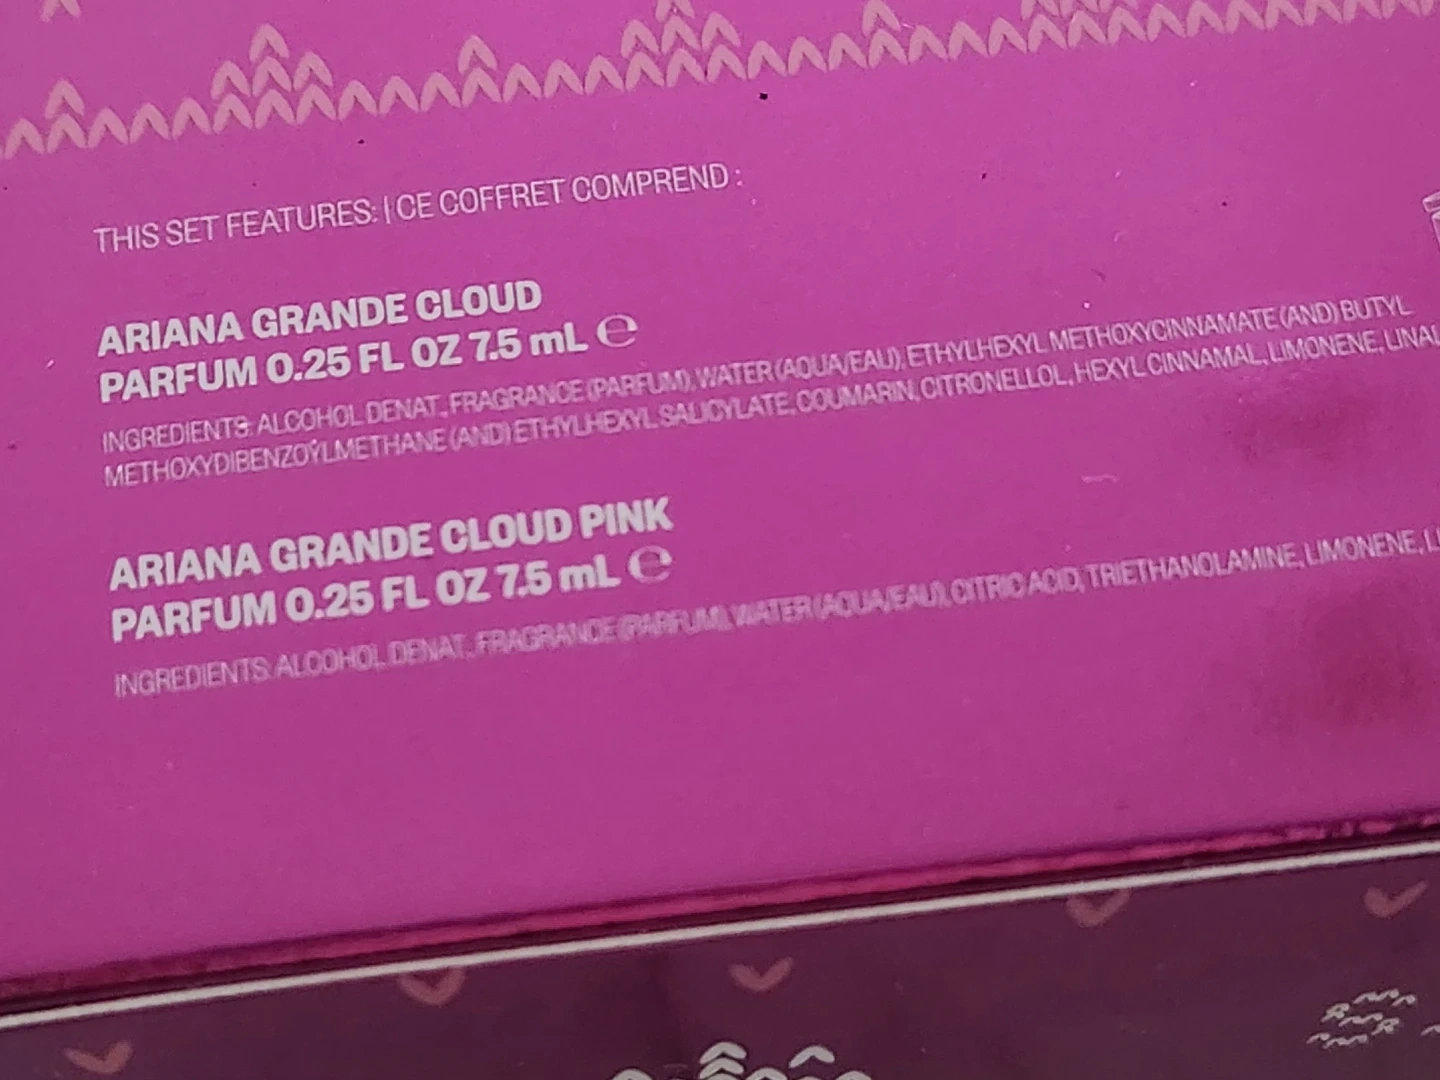 THIS SET FEATURES: | CE COFFRET COMPREND :
ARIANA GRANDE CLOUD
PARFUM 0.25 FL OZ 7.5 mL ℮
INGREDIENTS: ALCOHOL DENAT., FRAGRANCE (PARFUM), WATER (AQUA/EAU), ETHYLHEXYL METHOXYCINNAMATE (AND) BUTYL
METHOXYDIBENZOYLMETHANE (AND) ETHYLHEXYL SALICYLATE, COUMARIN, CITRONELLOL, HEXYL CINNAMAL, LIMONENE, LINAL
ARIANA GRANDE CLOUD PINK
PARFUM 0.25 FL OZ 7.5 mL ℮
INGREDIENTS: ALCOHOL DENAT., FRAGRANCE (PARFUM), WATER (AQUA/EAU), CITRIC ACID, TRIETHANOLAMINE, LIMONENE, LI